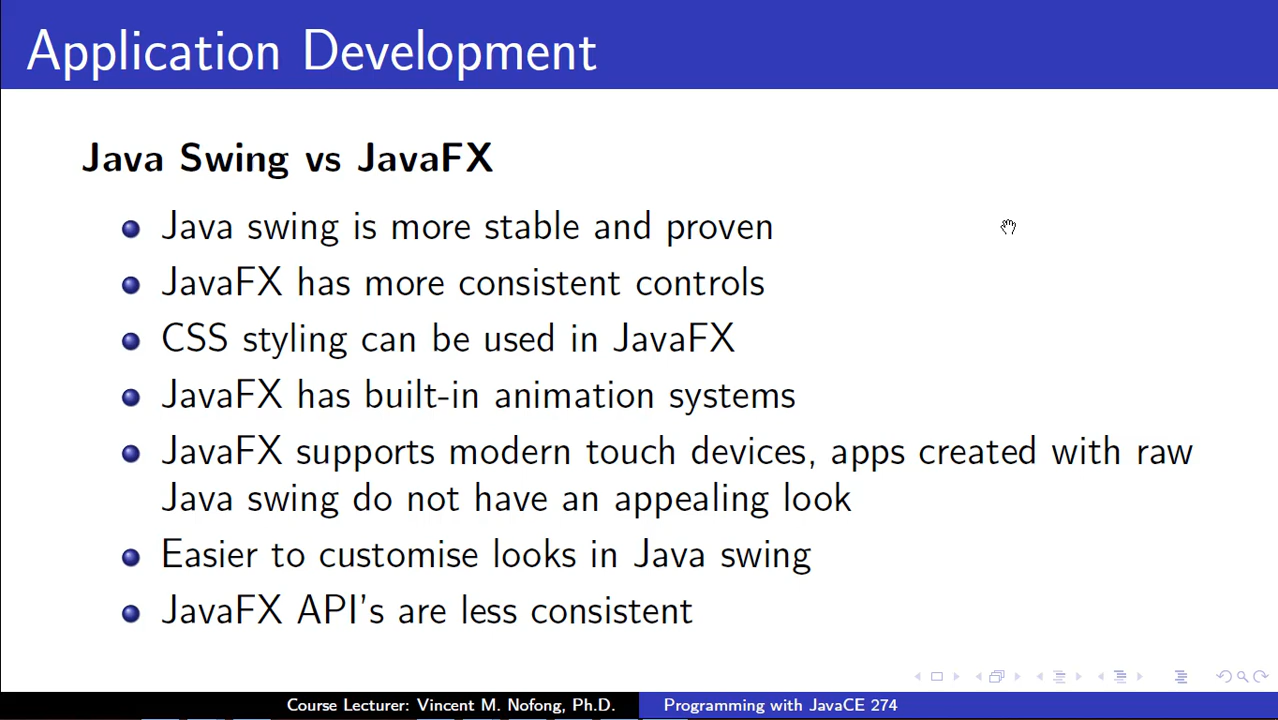 Application Development
Java Swing vs JavaFX
Java swing is more stable and proven
JavaFX has more consistent controls
CSS styling can be used in JavaFX
JavaFX has built-in animation systems
JavaFX supports modern touch devices, apps created with raw
Java swing do not have an appealing look
Easier to customise looks in Java swing
JavaFX API's are less consistent
Course Lecturer: Vincent M. Nofong, Ph.D.
Programming with JavaCE 274